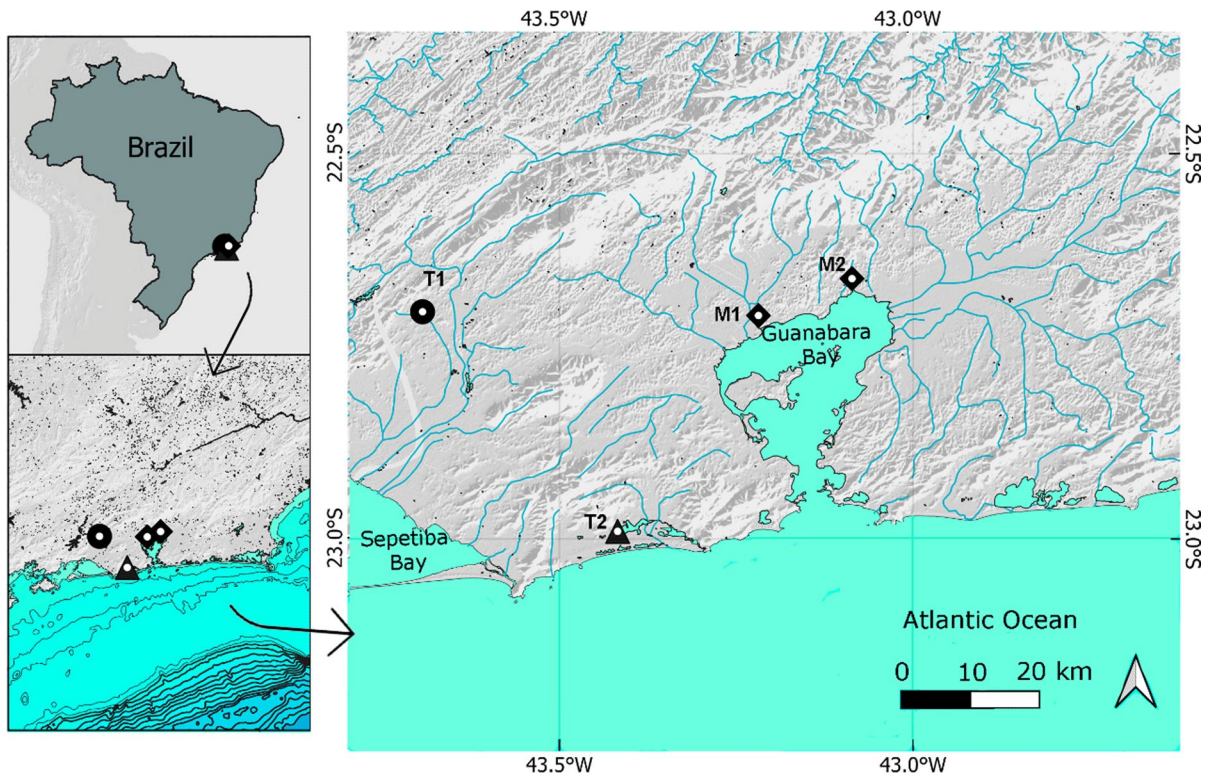 43.5°W
43.0°W
Brazil
22.5°S
22.5°S
T1
M2
M1
Guanabara
Bay
T2
23.0°S
23.0°S
Sepetiba
Bay
Atlantic Ocean
0 10 20 km
43.5°W
43.0°W